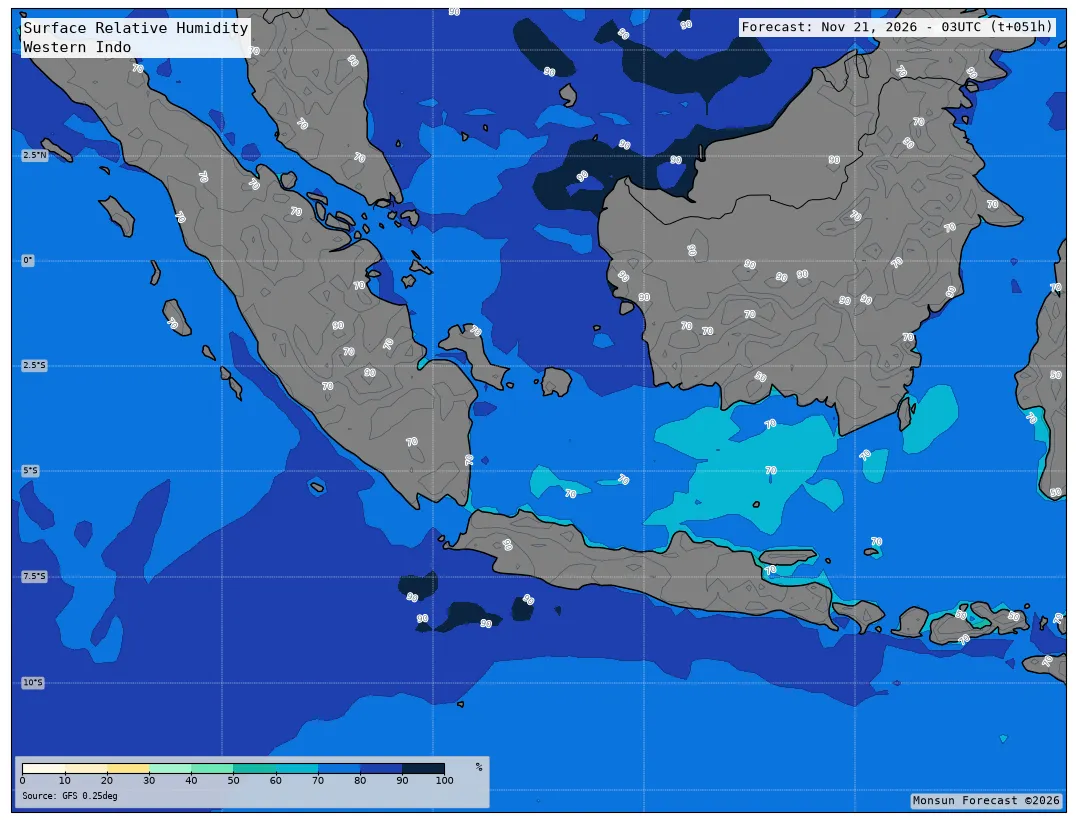 Surface Relative Humidity
Western Indo
Forecast: Nov 21, 2026 - 03UTC (t+051h)
2.5°N
0°
2.5°S
5°S
7.5°S
10°S
0 10 20 30 40 50 60 70 80 90 100 %
Source: GFS 0.25deg
Monsun Forecast ©2026